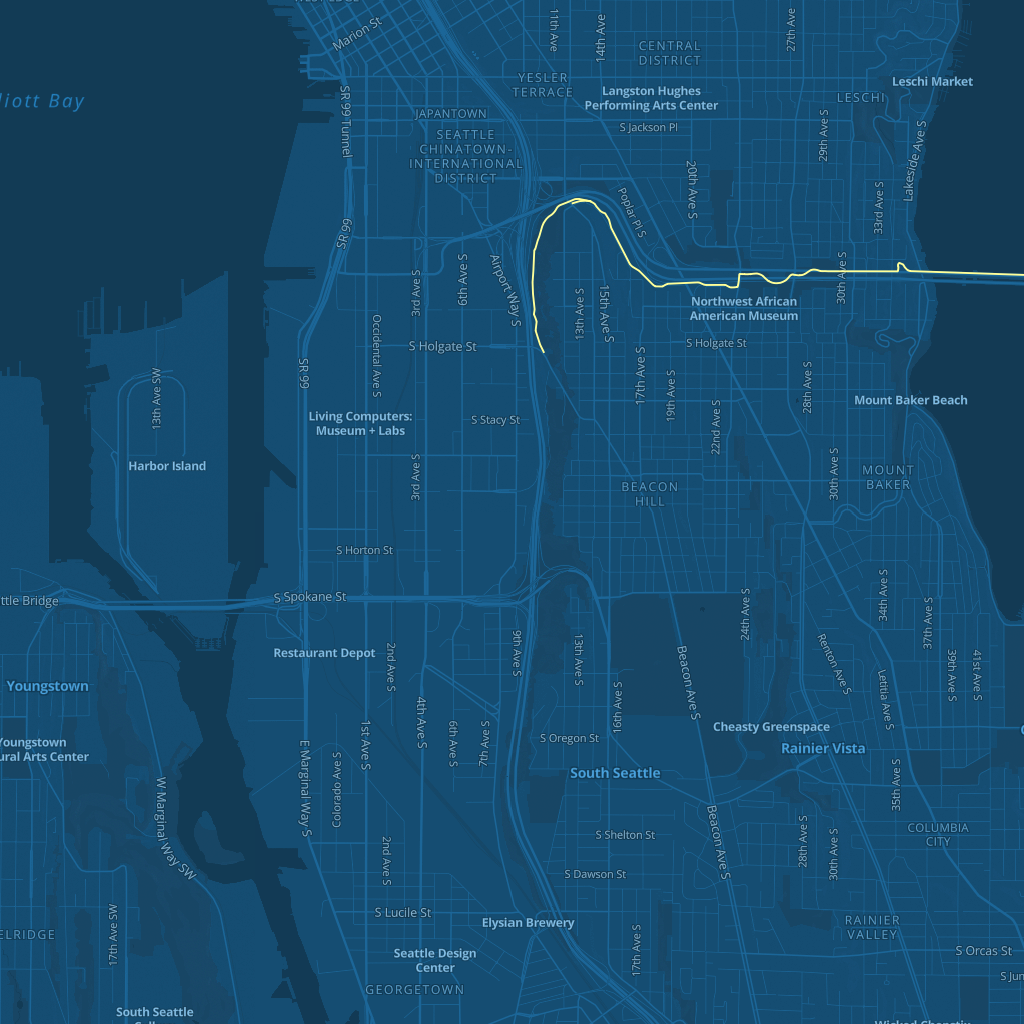 Marion St
11th Ave
14th Ave
27th Ave
CENTRAL
DISTRICT
YESLER
TERRACE
Langston Hughes
Performing Arts Center
Leschi Market
LESCHI
liott Bay
SR 99 Tunnel
JAPANTOWN
S Jackson Pl
SEATTLE
CHINATOWN-
INTERNATIONAL
DISTRICT
29th Ave S
Lakeside Ave S
20th Ave S
Poplar Pl S
33rd Ave S
SR 99
3rd Ave S
6th Ave S
Airport Way S
30th Ave S
15th Ave S
13th Ave S
Northwest African
American Museum
Occidental Ave S
S Holgate St
S Holgate St
SR 99
13th Ave SW
17th Ave S
19th Ave S
28th Ave S
22nd Ave S
Mount Baker Beach
Living Computers:
Museum + Labs
S Stacy St
Harbor Island
3rd Ave S
30th Ave S
MOUNT
BAKER
BEACON
HILL
S Horton St
ttle Bridge
S Spokane St
34th Ave S
37th Ave S
24th Ave S
9th Ave S
13th Ave S
Restaurant Depot
2nd Ave S
Beacon Ave S
Renton Ave S
39th Ave S
41st Ave S
Letitia Ave S
Youngstown
16th Ave S
4th Ave S
6th Ave S
7th Ave S
1st Ave S
Cheasty Greenspace
Youngstown
ural Arts Center
S Oregon St
Rainier Vista
E Marginal Way S
Colorado Ave S
South Seattle
35th Ave S
W Marginal Way SW
Beacon Ave S
S Shelton St
28th Ave S
30th Ave S
COLUMBIA
CITY
2nd Ave S
S Dawson St
17th Ave SW
S Lucile St
Elysian Brewery
RAINIER
VALLEY
ELRIDGE
17th Ave S
S Orcas St
Seattle Design
Center
S Jun
GEORGETOWN
South Seattle